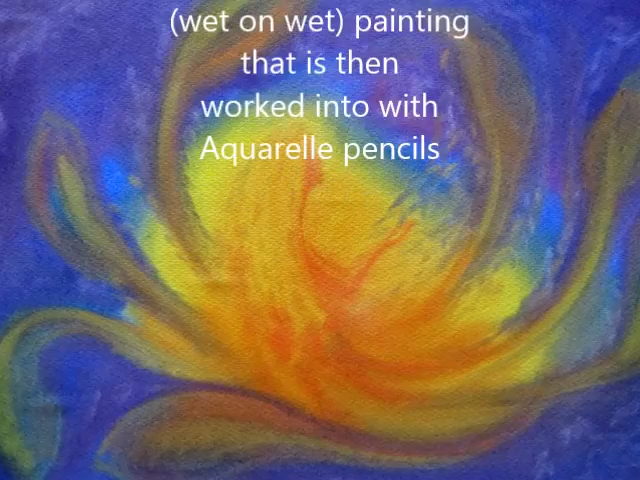 (wet on wet) painting
that is then
worked into with
Aquarelle pencils